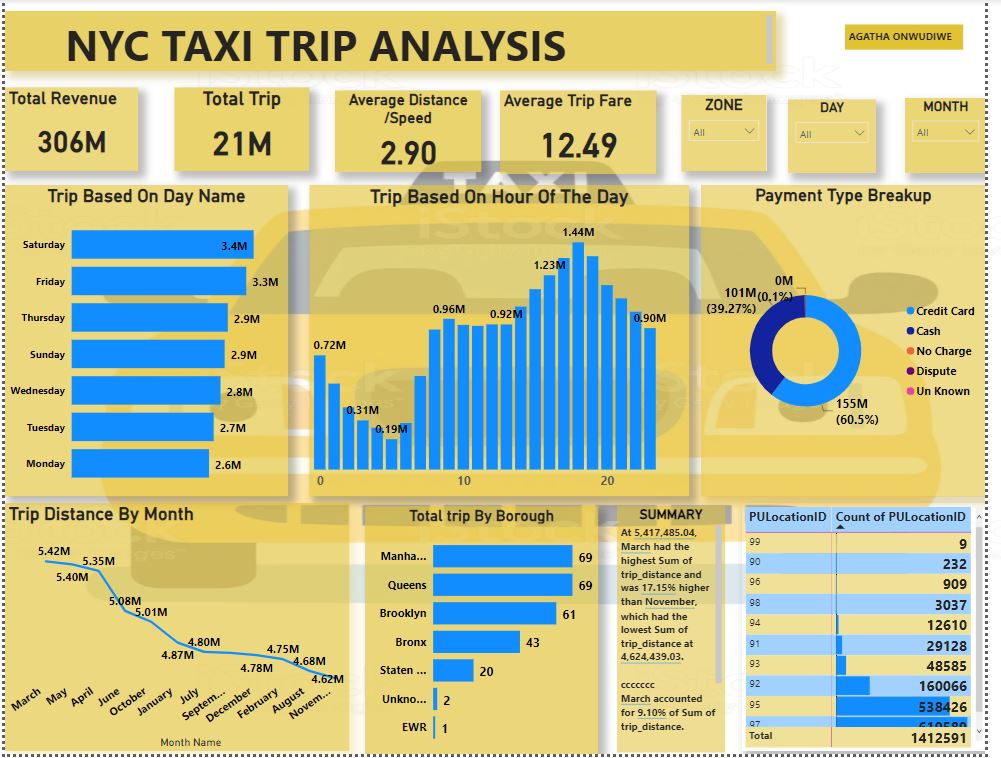 NYC TAXI TRIP ANALYSIS
AGATHA ONWUDIWE
Total Revenue
306M
Total Trip
21M
Average Distance
/Speed
2.90
Average Trip Fare
12.49
ZONE
All
DAY
All
MONTH
All
Trip Based On Day Name
Saturday 3.4M
Friday 3.3M
Thursday 2.9M
Sunday 2.9M
Wednesday 2.8M
Tuesday 2.7M
Monday 2.6M
TAXI
iStock
Trip Based On Hour Of The Day
0.72M
0.31M
0.19M
0.96M
0.92M
1.23M
1.44M
0.90M
0 10 20
Payment Type Breakup
0M
(0.1%)
101M
(39.27%)
155M
(60.5%)
Credit Card
Cash
No Charge
Dispute
Un Known
Trip Distance By Month
5.42M
5.40M
5.35M
5.08M
5.01M
4.87M
4.80M
4.78M
4.75M
4.68M
4.62M
March
May
April
June
October
January
July
Septem...
December
February
August
Novem...
Month Name
Total trip By Borough
Manha... 69
Queens 69
Brooklyn 61
Bronx 43
Staten ... 20
Unkno... 2
EWR 1
SUMMARY
At 5,417,485.04,
March had the
highest Sum of
trip_distance and
was 17.15% higher
than November,
which had the
lowest Sum of
trip_distance at
4,624,439.03.
ccccccc
March accounted
for 9.10% of Sum of
trip_distance.
PULocationID Count of PULocationID
99 9
90 232
96 909
98 3037
94 12610
91 29128
93 48585
92 160066
95 538426
97 619589
Total 1412591